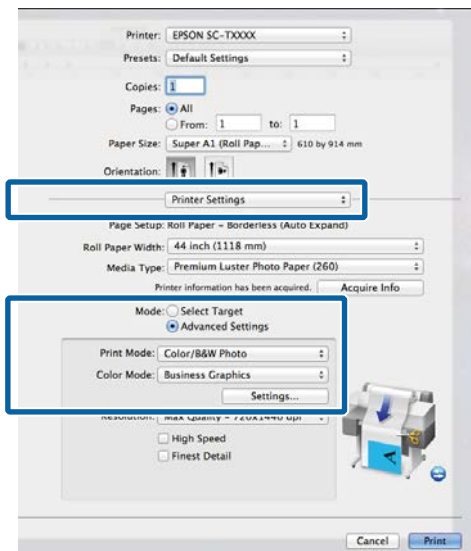 Printer: EPSON SC-TXXXX
Presets: Default Settings
Copies: 1
Pages: All
From: 1 to: 1
Paper Size: Super A1 (Roll Pap... 610 by 914 mm
Orientation:
Printer Settings
Page Setup: Roll Paper - Borderless (Auto Expand)
Roll Paper Width: 44 inch (1118 mm)
Media Type: Premium Luster Photo Paper (260)
Printer information has been acquired. Acquire Info
Mode: Select Target
Advanced Settings
Print Mode: Color/B&W Photo
Color Mode: Business Graphics
Settings...
Resolution: Max Quality - 720x1440 dpi
High Speed
Finest Detail
A
Cancel Print